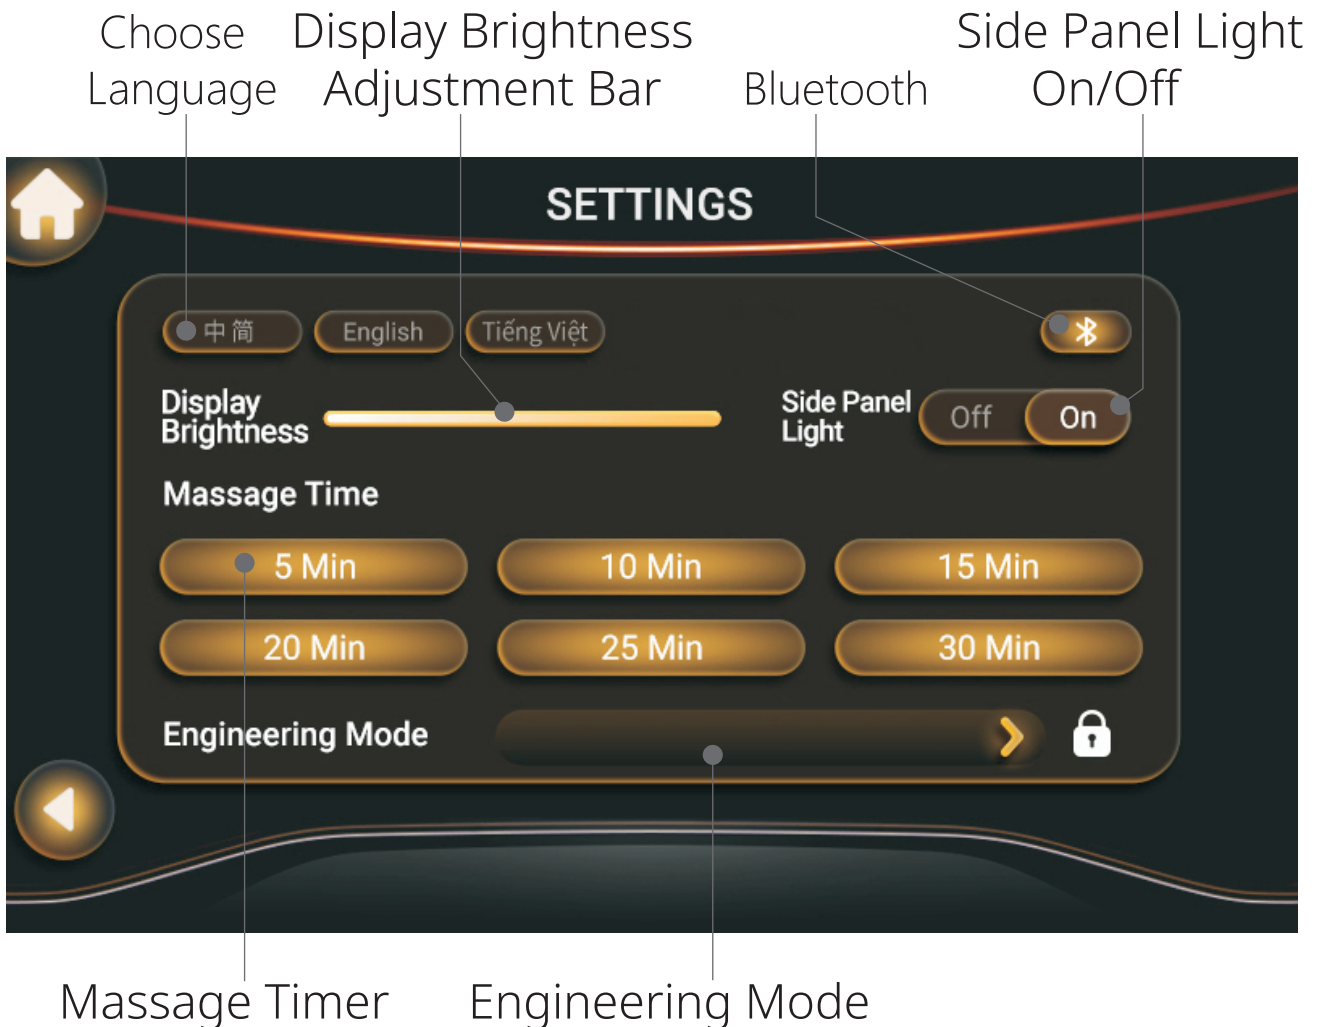 Choose
Language
Display Brightness
Adjustment Bar
Bluetooth
Side Panel Light
On/Off
SETTINGS
中简
English
Tiếng Việt
Display
Brightness
Side Panel
Light
Off
On
Massage Time
5 Min
10 Min
15 Min
20 Min
25 Min
30 Min
Engineering Mode
Massage Timer
Engineering Mode